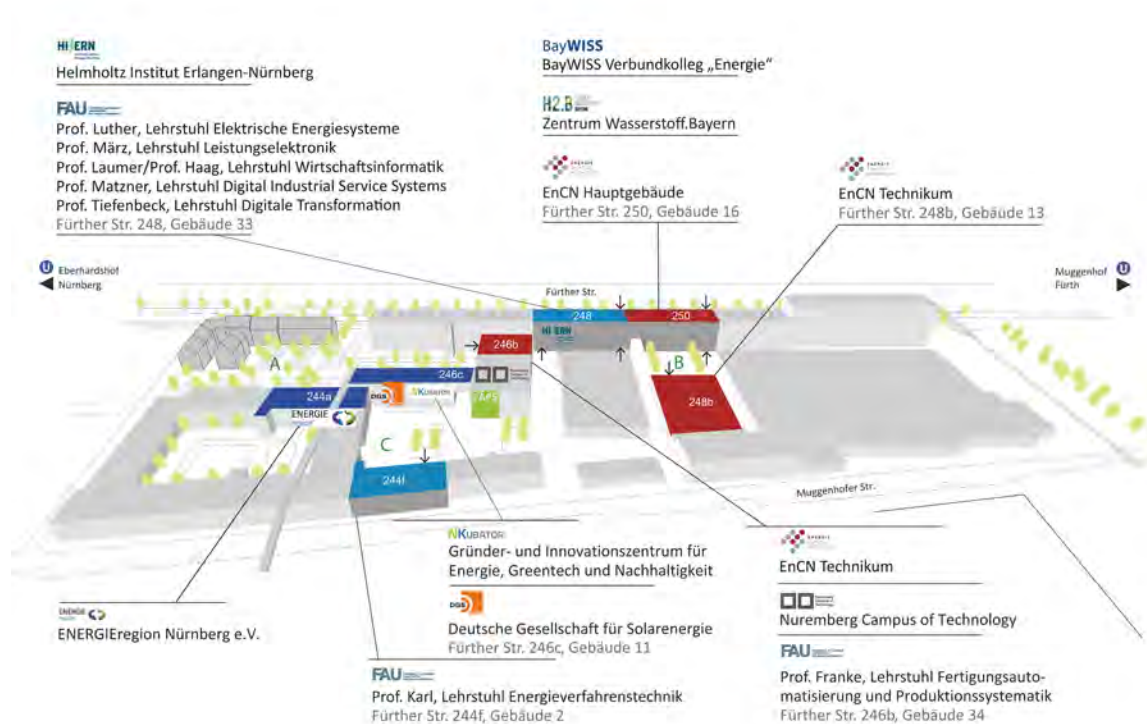 HI ERN
Helmholtz Institut Erlangen-Nürnberg
FAU
Prof. Luther, Lehrstuhl Elektrische Energiesysteme
Prof. März, Lehrstuhl Leistungselektronik
Prof. Laumer/Prof. Haag, Lehrstuhl Wirtschaftsinformatik
Prof. Matzner, Lehrstuhl Digital Industrial Service Systems
Prof. Tiefenbeck, Lehrstuhl Digitale Transformation
Fürther Str. 248, Gebäude 33
BayWISS
BayWISS Verbundkolleg „Energie“
H2.B
Zentrum Wasserstoff.Bayern
ENERGIE
EnCN Hauptgebäude
Fürther Str. 250, Gebäude 16
ENERGIE
EnCN Technikum
Fürther Str. 248b, Gebäude 13
U Eberhardshof
Nürnberg
Muggenhof U
Fürth
Fürther Str.
248
250
HI ERN
246b
A
B
246c
244a
DGS
NKUBATOR
APS
248b
ENERGIE
C
244f
Muggenhofer Str.
NKUBATOR
Gründer- und Innovationszentrum für
Energie, Greentech und Nachhaltigkeit
DGS
Deutsche Gesellschaft für Solarenergie
Fürther Str. 246c, Gebäude 11
ENERGIE
EnCN Technikum
Nuremberg Campus of Technology
FAU
Prof. Franke, Lehrstuhl Fertigungsauto-
matisierung und Produktionssystematik
Fürther Str. 246b, Gebäude 34
ENERGIE
ENERGIEregion Nürnberg e.V.
FAU
Prof. Karl, Lehrstuhl Energieverfahrenstechnik
Fürther Str. 244f, Gebäude 2